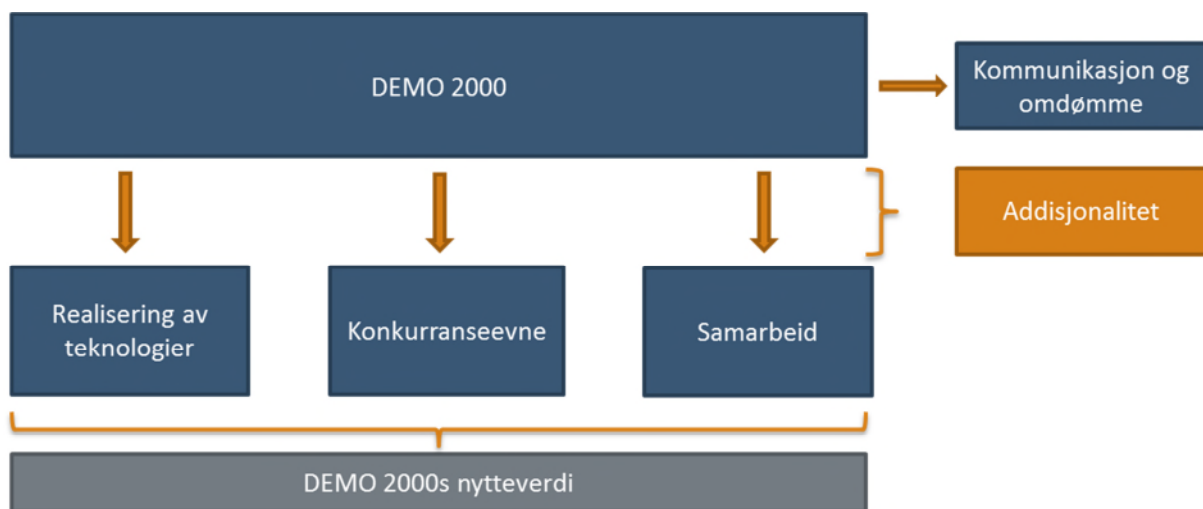 DEMO 2000
Kommunikasjon og
omdømme
Addisjonalitet
Realisering av
teknologier
Konkurranseevne
Samarbeid
DEMO 2000s nytteverdi